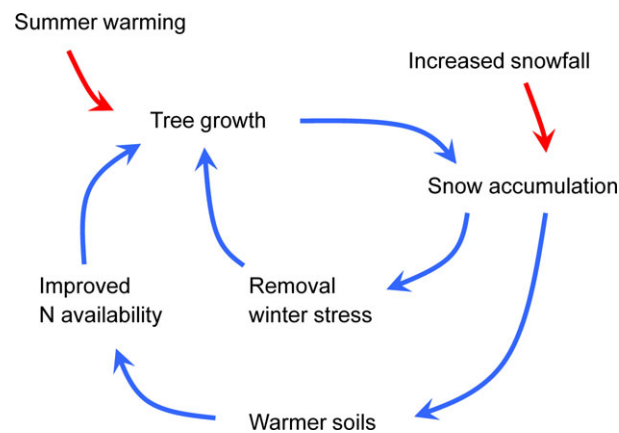 Summer warming
Increased snowfall
Tree growth
Snow accumulation
Improved
N availability
Removal
winter stress
Warmer soils